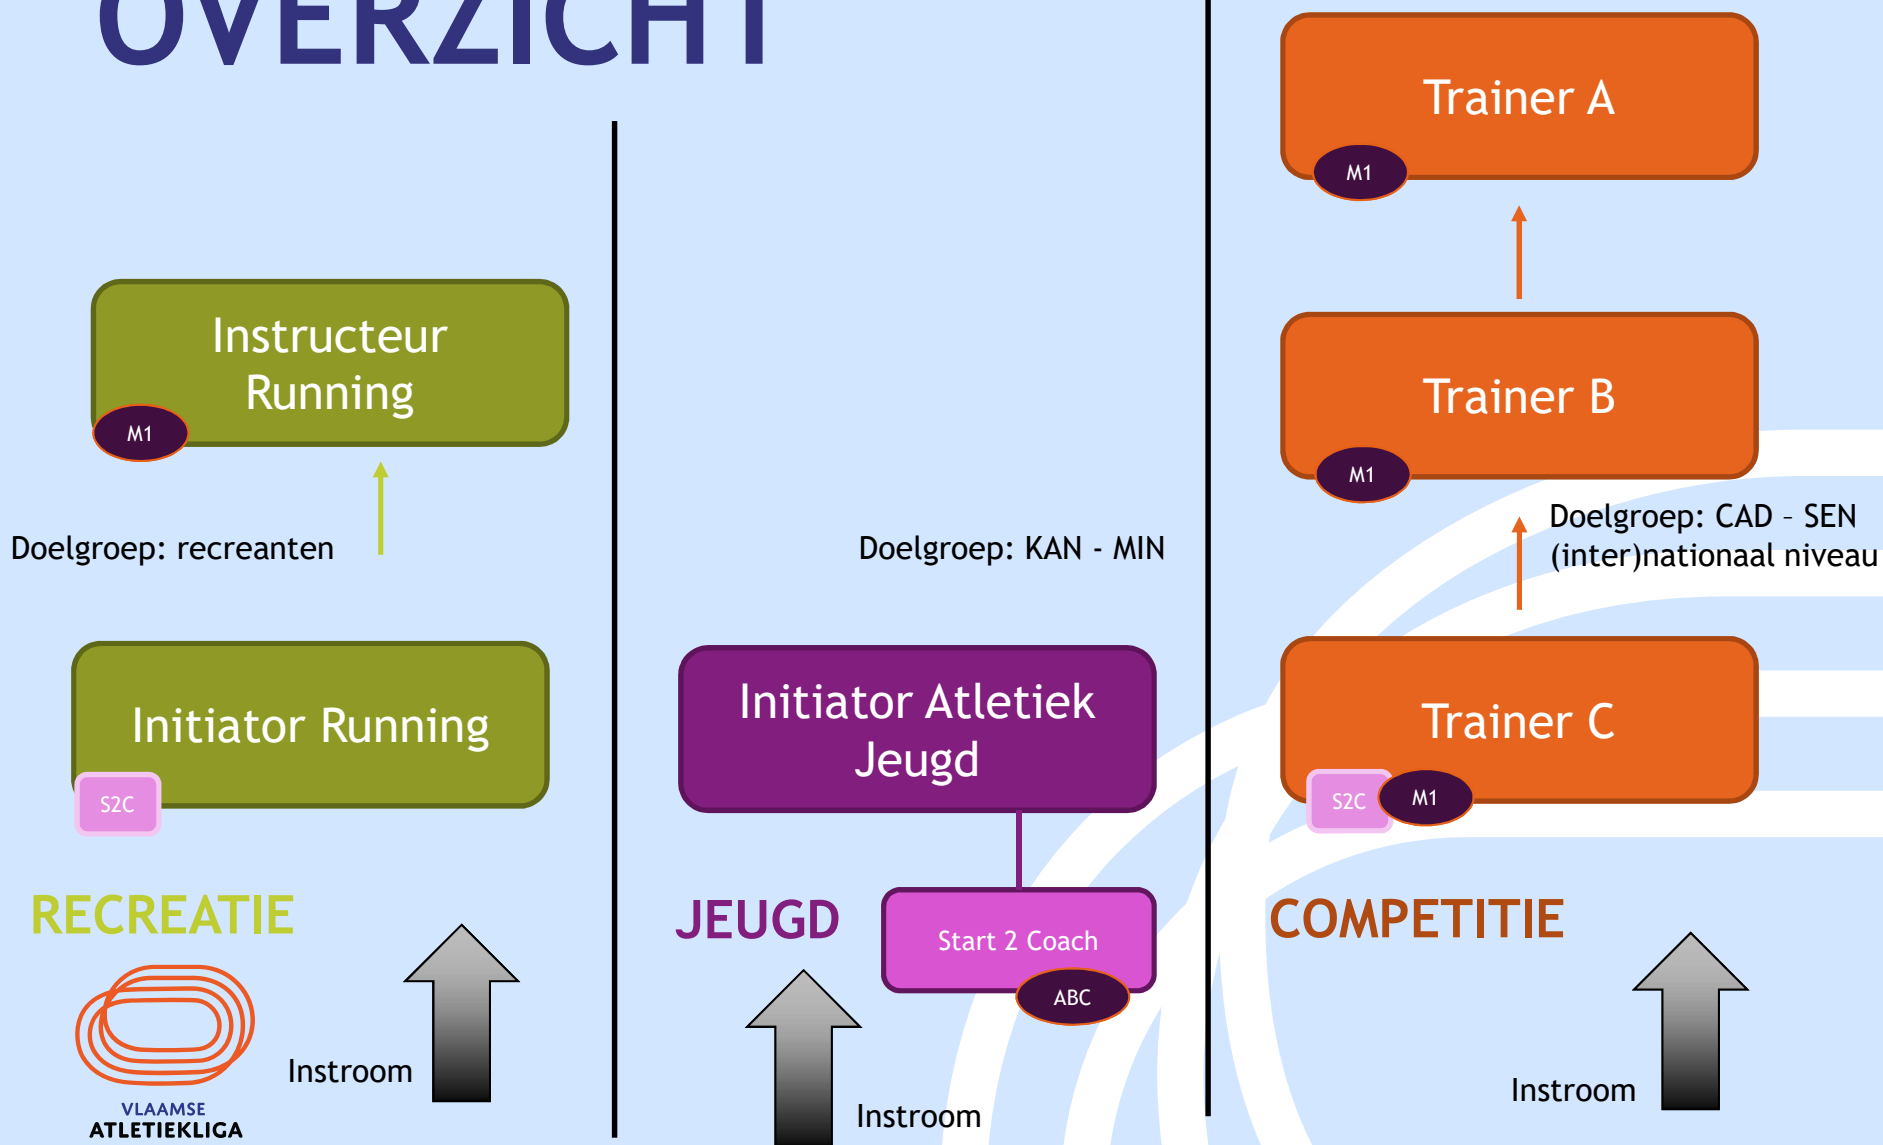 OVERZICHT
Instructeur
Running
M1
Doelgroep: recreanten
Initiator Running
S2C
RECREATIE
Instroom
VLAAMSE
ATLETIEKLIGA
Doelgroep: KAN - MIN
Initiator Atletiek
Jeugd
JEUGD
Start 2 Coach
ABC
Instroom
Trainer A
M1
Trainer B
M1
Doelgroep: CAD – SEN
(inter)nationaal niveau
Trainer C
S2C
M1
COMPETITIE
Instroom